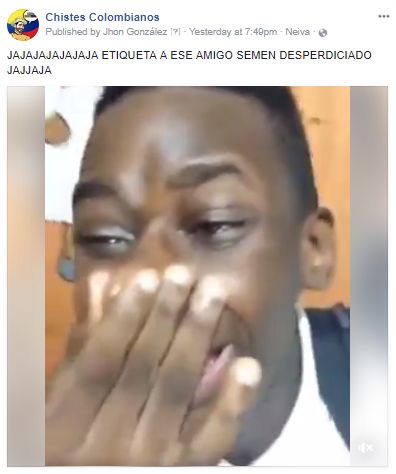 Chistes Colombianos
Published by Jhon González [?] · Yesterday at 7:49pm · Neiva ·
JAJAJAJAJAJAJA ETIQUETA A ESE AMIGO SEMEN DESPERDICIADO
JAJJAJA